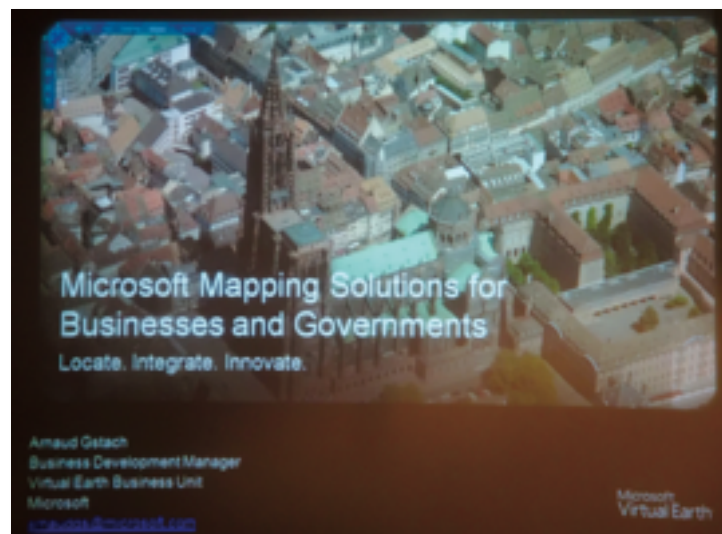 Microsoft Mapping Solutions for
Businesses and Governments
Locate. Integrate. Innovate.
Arnaud Gstach
Business Development Manager
Virtual Earth Business Unit
Microsoft
Microsoft
Virtual Earth